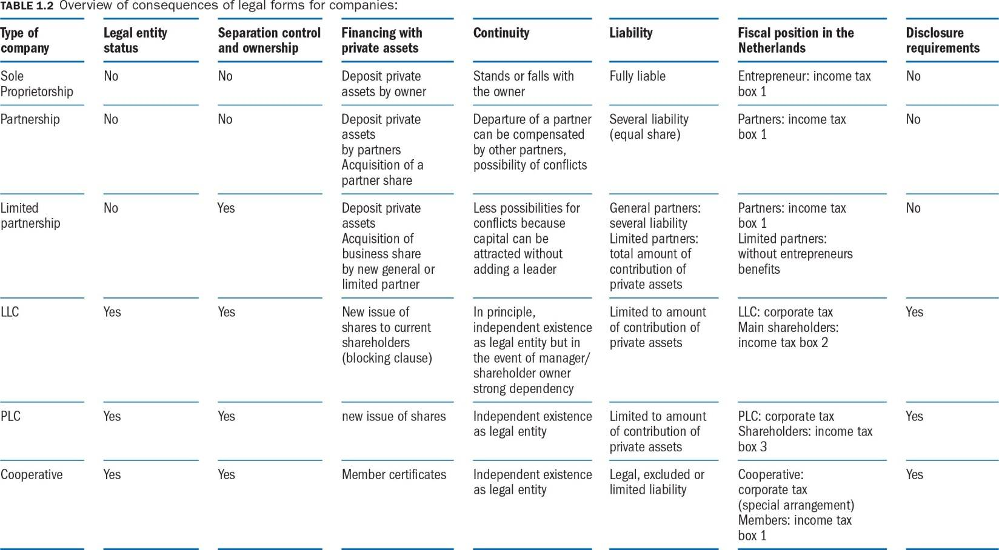 TABLE 1.2 Overview of consequences of legal forms for companies:
Type of company
Legal entity status
Separation control and ownership
Financing with private assets
Continuity
Liability
Fiscal position in the Netherlands
Disclosure requirements
Sole
Proprietorship
No
No
Deposit private
assets by owner
Stands or falls with
the owner
Fully liable
Entrepreneur: income tax
box 1
No
Partnership
No
No
Deposit private
assets
by partners
Acquisition of a
partner share
Departure of a partner
can be compensated
by other partners,
possibility of conflicts
Several liability
(equal share)
Partners: income tax
box 1
No
Limited
partnership
No
Yes
Deposit private
assets
Acquisition of
business share
by new general or
limited partner
Less possibilities for
conflicts because
capital can be
attracted without
adding a leader
General partners:
several liability
Limited partners:
total amount of
contribution of
private assets
Partners: income tax
box 1
Limited partners:
without entrepreneurs
benefits
No
LLC
Yes
Yes
New issue of
shares to current
shareholders
(blocking clause)
In principle,
independent existence
as legal entity but in
the event of manager/
shareholder owner
strong dependency
Limited to amount
of contribution of
private assets
LLC: corporate tax
Main shareholders:
income tax box 2
Yes
PLC
Yes
Yes
new issue of shares
Independent existence
as legal entity
Limited to amount
of contribution of
private assets
PLC: corporate tax
Shareholders: income tax
box 3
Yes
Cooperative
Yes
Yes
Member certificates
Independent existence
as legal entity
Legal, excluded or
limited liability
Cooperative:
corporate tax
(special arrangement)
Members: income tax
box 1
Yes